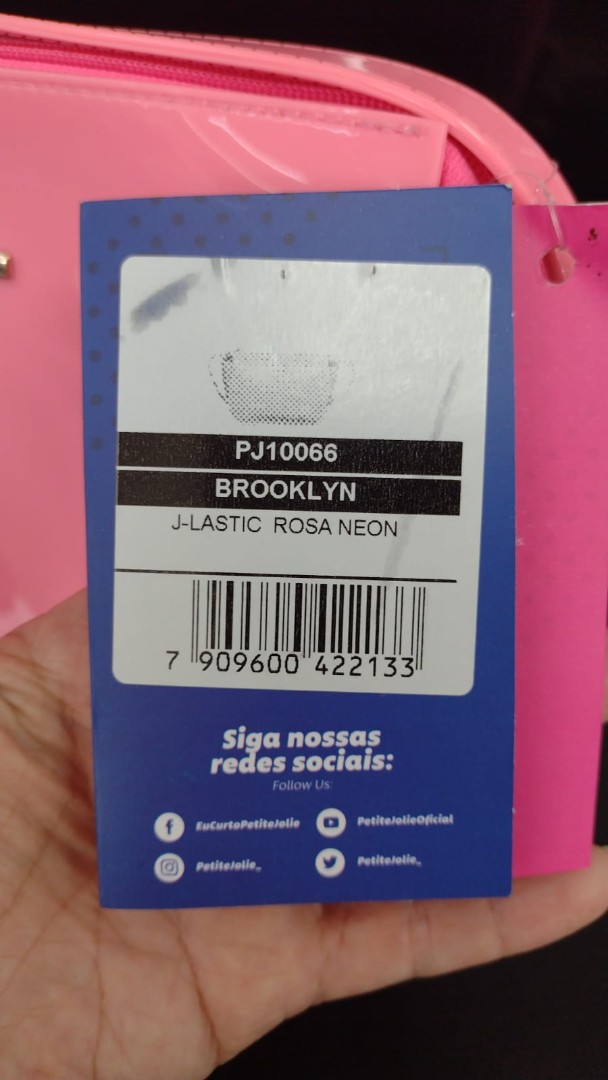 PJ10066
BROOKLYN
J-LASTIC ROSA NEON
7 909600 422133
Siga nossas
redes sociais:
Follow Us:
EuCurtoPetiteJolie
PetiteJolieOficial
PetiteJolie_
PetiteJolie_